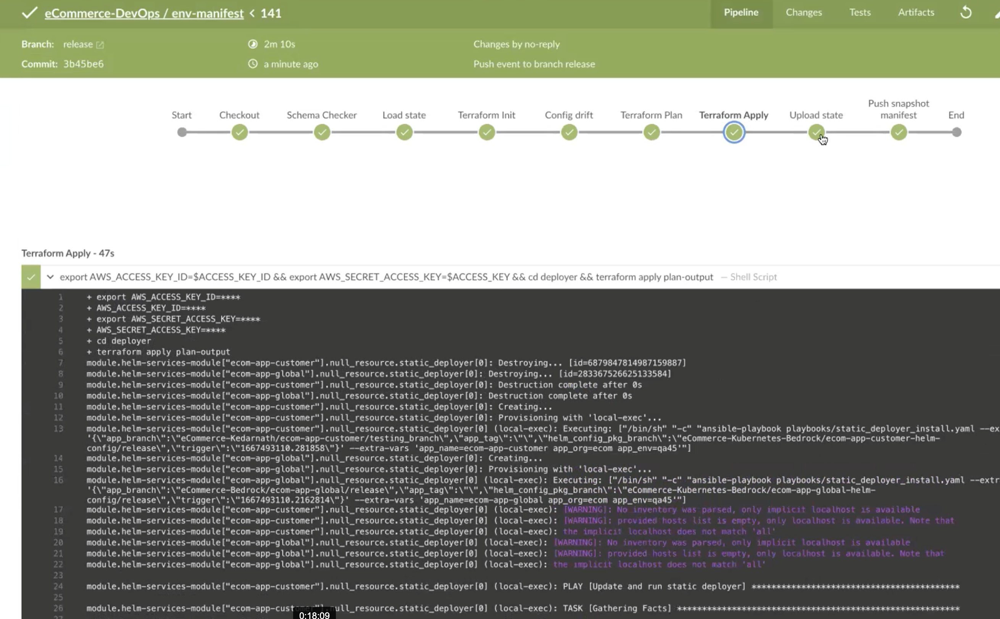 eCommerce-DevOps / env-manifest < 141
Pipeline Changes Tests Artifacts
Branch: release 2m 10s Changes by no-reply
Commit: 3b45be6 a minute ago Push event to branch release
Start Checkout Schema Checker Load state Terraform Init Config drift Terraform Plan Terraform Apply Upload state Push snapshot manifest End
Terraform Apply - 47s
export AWS_ACCESS_KEY_ID=$ACCESS_KEY_ID && export AWS_SECRET_ACCESS_KEY=$ACCESS_KEY && cd deployer && terraform apply plan-output — Shell Script
1 + export AWS_ACCESS_KEY_ID=****
2 + AWS_ACCESS_KEY_ID=****
3 + export AWS_SECRET_ACCESS_KEY=****
4 + AWS_SECRET_ACCESS_KEY=****
5 + cd deployer
6 + terraform apply plan-output
7 module.helm-services-module["ecom-app-customer"].null_resource.static_deployer[0]: Destroying... [id=6879847814987159887]
8 module.helm-services-module["ecom-app-global"].null_resource.static_deployer[0]: Destroying... [id=283367526625133584]
9 module.helm-services-module["ecom-app-customer"].null_resource.static_deployer[0]: Destruction complete after 0s
10 module.helm-services-module["ecom-app-global"].null_resource.static_deployer[0]: Destruction complete after 0s
11 module.helm-services-module["ecom-app-customer"].null_resource.static_deployer[0]: Creating...
12 module.helm-services-module["ecom-app-customer"].null_resource.static_deployer[0]: Provisioning with 'local-exec'...
13 module.helm-services-module["ecom-app-customer"].null_resource.static_deployer[0] (local-exec): Executing: ["/bin/sh" "-c" "ansible-playbook playbooks/static_deployer_install.yaml --ex
'{\"app_branch\":\"eCommerce-Kedarnath/ecom-app-customer/testing_branch\",\"app_tag\":\"\",\"helm_config_pkg_branch\":\"eCommerce-Kubernetes-Bedrock/ecom-app-customer-helm-
config/release\",\"trigger\":\"1667493110.281858\"}' --extra-vars 'app_name=ecom-app-customer app_org=ecom app_env=qa45'"]
14 module.helm-services-module["ecom-app-global"].null_resource.static_deployer[0]: Creating...
15 module.helm-services-module["ecom-app-global"].null_resource.static_deployer[0]: Provisioning with 'local-exec'...
16 module.helm-services-module["ecom-app-global"].null_resource.static_deployer[0] (local-exec): Executing: ["/bin/sh" "-c" "ansible-playbook playbooks/static_deployer_install.yaml --extr
'{\"app_branch\":\"eCommerce-Bedrock/ecom-app-global/release\",\"app_tag\":\"\",\"helm_config_pkg_branch\":\"eCommerce-Kubernetes-Bedrock/ecom-app-global-helm-
config/release\",\"trigger\":\"1667493110.2162814\"}' --extra-vars 'app_name=ecom-app-global app_org=ecom app_env=qa45'"]
17 module.helm-services-module["ecom-app-customer"].null_resource.static_deployer[0] (local-exec): [WARNING]: No inventory was parsed, only implicit localhost is available
18 module.helm-services-module["ecom-app-customer"].null_resource.static_deployer[0] (local-exec): [WARNING]: provided hosts list is empty, only localhost is available. Note that
19 module.helm-services-module["ecom-app-customer"].null_resource.static_deployer[0] (local-exec): the implicit localhost does not match 'all'
20 module.helm-services-module["ecom-app-global"].null_resource.static_deployer[0] (local-exec): [WARNING]: No inventory was parsed, only implicit localhost is available
21 module.helm-services-module["ecom-app-global"].null_resource.static_deployer[0] (local-exec): [WARNING]: provided hosts list is empty, only localhost is available. Note that
22 module.helm-services-module["ecom-app-global"].null_resource.static_deployer[0] (local-exec): the implicit localhost does not match 'all'
23
24 module.helm-services-module["ecom-app-customer"].null_resource.static_deployer[0] (local-exec): PLAY [Update and run static deployer] ******************************************
25
26 module.helm-services-module["ecom-app-customer"].null_resource.static_deployer[0] (local-exec): TASK [Gathering Facts] *********************************************************
0:18:09